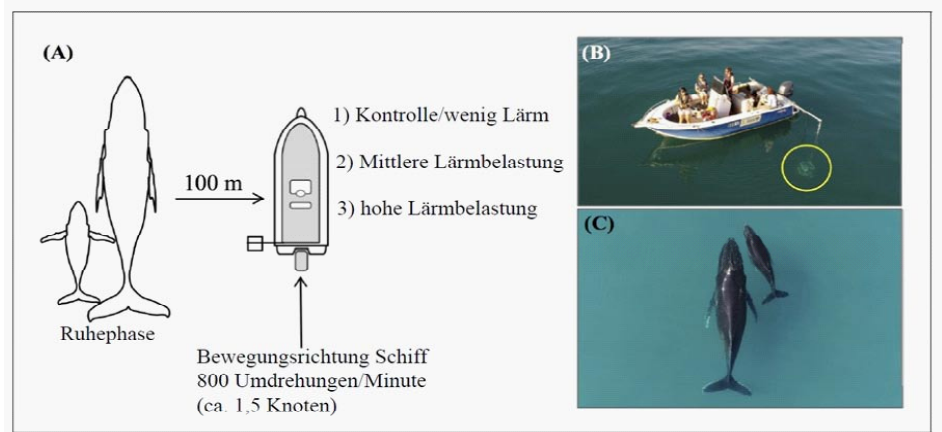 (A)
1) Kontrolle/wenig Lärm
2) Mittlere Lärmbelastung
100 m
3) hohe Lärmbelastung
Ruhephase
Bewegungsrichtung Schiff
800 Umdrehungen/Minute
(ca. 1,5 Knoten)
(B)
(C)